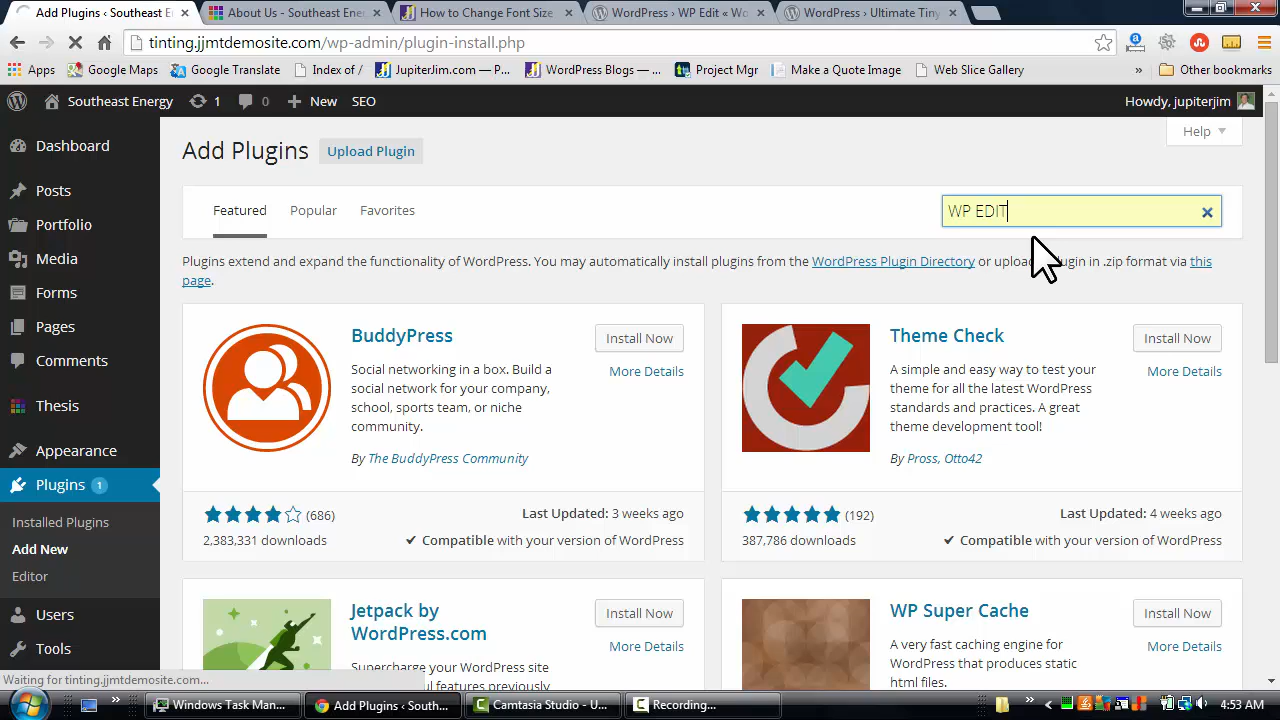 Add Plugins ‹ Southeast E
About Us - Southeast Ene
How to Change Font Size
WordPress › WP Edit « Wo
WordPress › Ultimate Tiny
tinting.jjmtdemosite.com/wp-admin/plugin-install.php
Apps
Google Maps
Google Translate
Index of /
JupiterJim.com — P...
WordPress Blogs — ...
Project Mgr
Make a Quote Image
Web Slice Gallery
»
Other bookmarks
Southeast Energy
1
0
New
SEO
Howdy, jupiterjim
Help
Dashboard
Posts
Portfolio
Media
Forms
Pages
Comments
Thesis
Appearance
Plugins 1
Installed Plugins
Add New
Editor
Users
Tools
Add Plugins
Upload Plugin
Featured
Popular
Favorites
WP EDIT
Plugins extend and expand the functionality of WordPress. You may automatically install plugins from the WordPress Plugin Directory or in .zip format via this
page.
BuddyPress
Install Now
More Details
Social networking in a box. Build a
social network for your company,
school, sports team, or niche
community.
By The BuddyPress Community
(686)
2,383,331 downloads
Last Updated: 3 weeks ago
Compatible with your version of WordPress
Theme Check
Install Now
More Details
A simple and easy way to test your
theme for all the latest WordPress
standards and practices. A great
theme development tool!
By Pross, Otto42
(192)
387,786 downloads
Last Updated: 4 weeks ago
Compatible with your version of WordPress
Jetpack by
WordPress.com
Install Now
More Details
Supercharge your WordPress site
features previously
WP Super Cache
Install Now
More Details
A very fast caching engine for
WordPress that produces static
html files.
Waiting for tinting.jjmtdemosite.com...
»
Windows Task Man...
Add Plugins ‹ South...
Camtasia Studio - U...
Recording...
»
4:53 AM